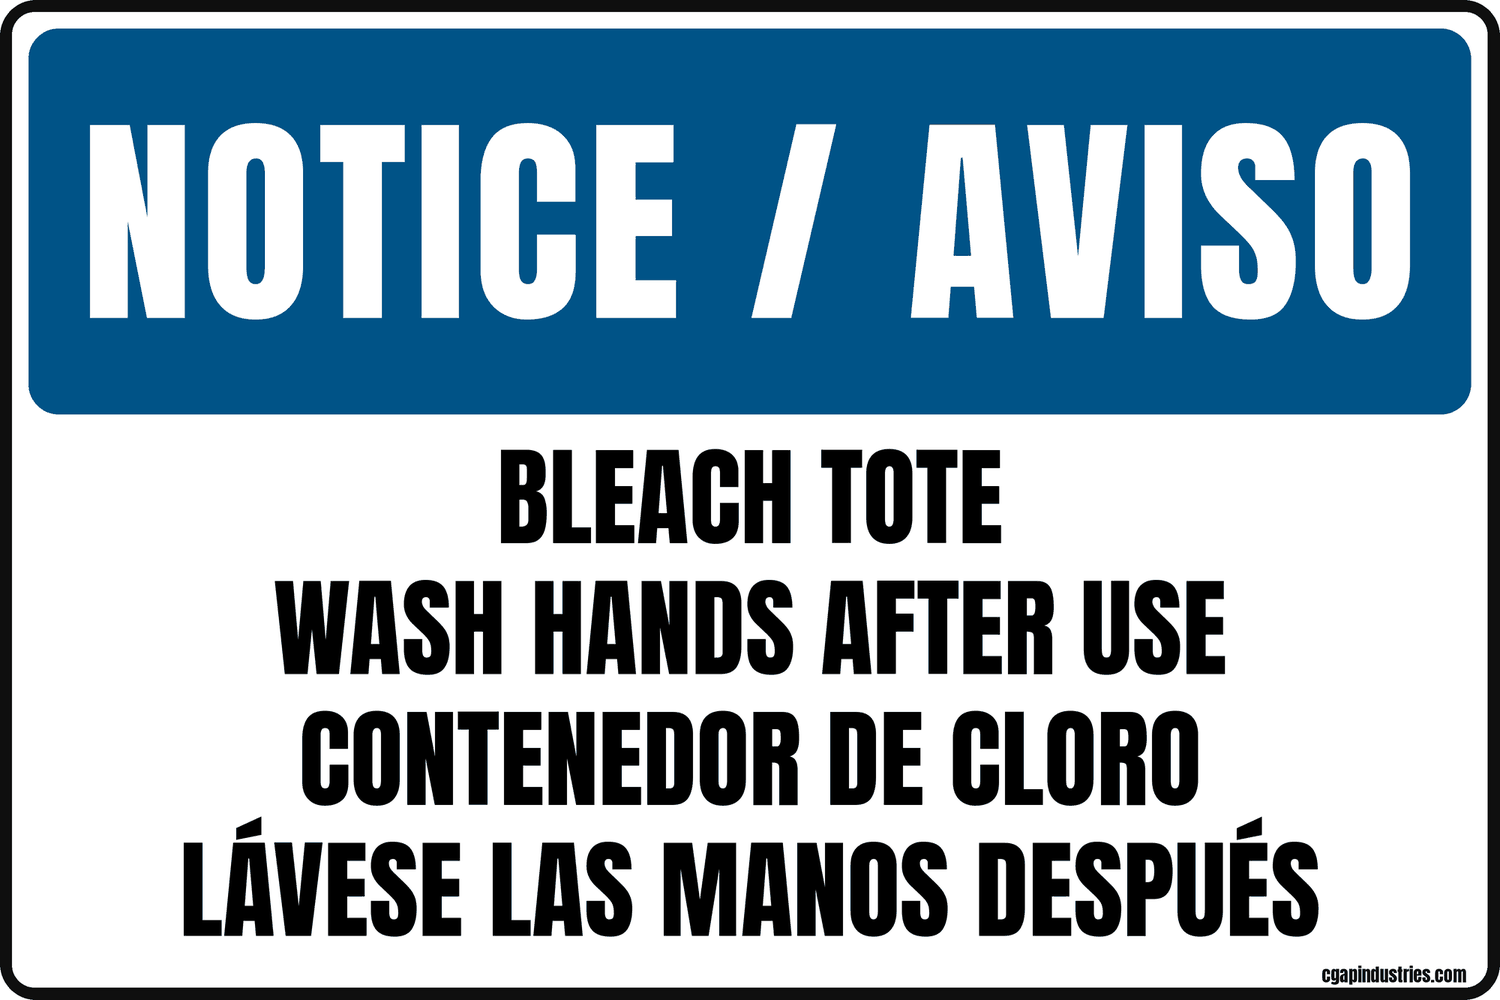 NOTICE / AVISO
BLEACH TOTE
WASH HANDS AFTER USE
CONTENEDOR DE CLORO
LÁVESE LAS MANOS DESPUÉS
cgapindustries.com